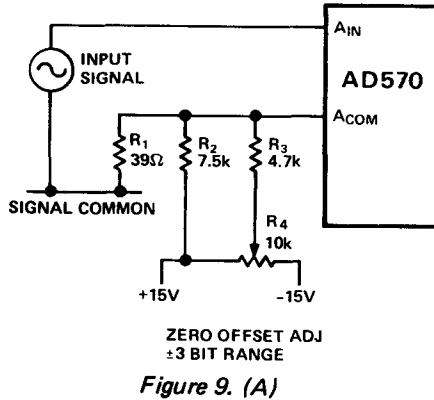 INPUT
SIGNAL
AIN
AD570
ACOM
R1
39Ω
R2
7.5k
R3
4.7k
SIGNAL COMMON
R4
10k
+15V
-15V
ZERO OFFSET ADJ
±3 BIT RANGE
Figure 9. (A)